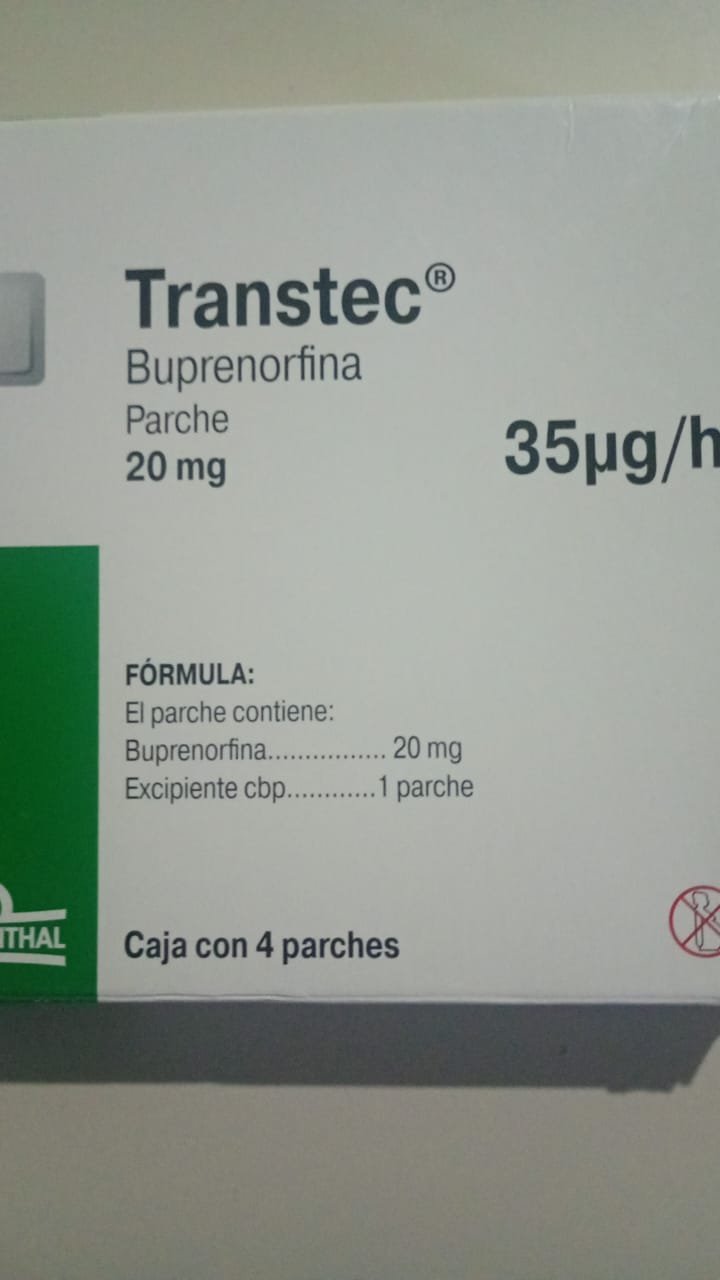 Transtec®
Buprenorfina
Parche
20 mg
35µg/h
FÓRMULA:
El parche contiene:
Buprenorfina................ 20 mg
Excipiente cbp............1 parche
Caja con 4 parches